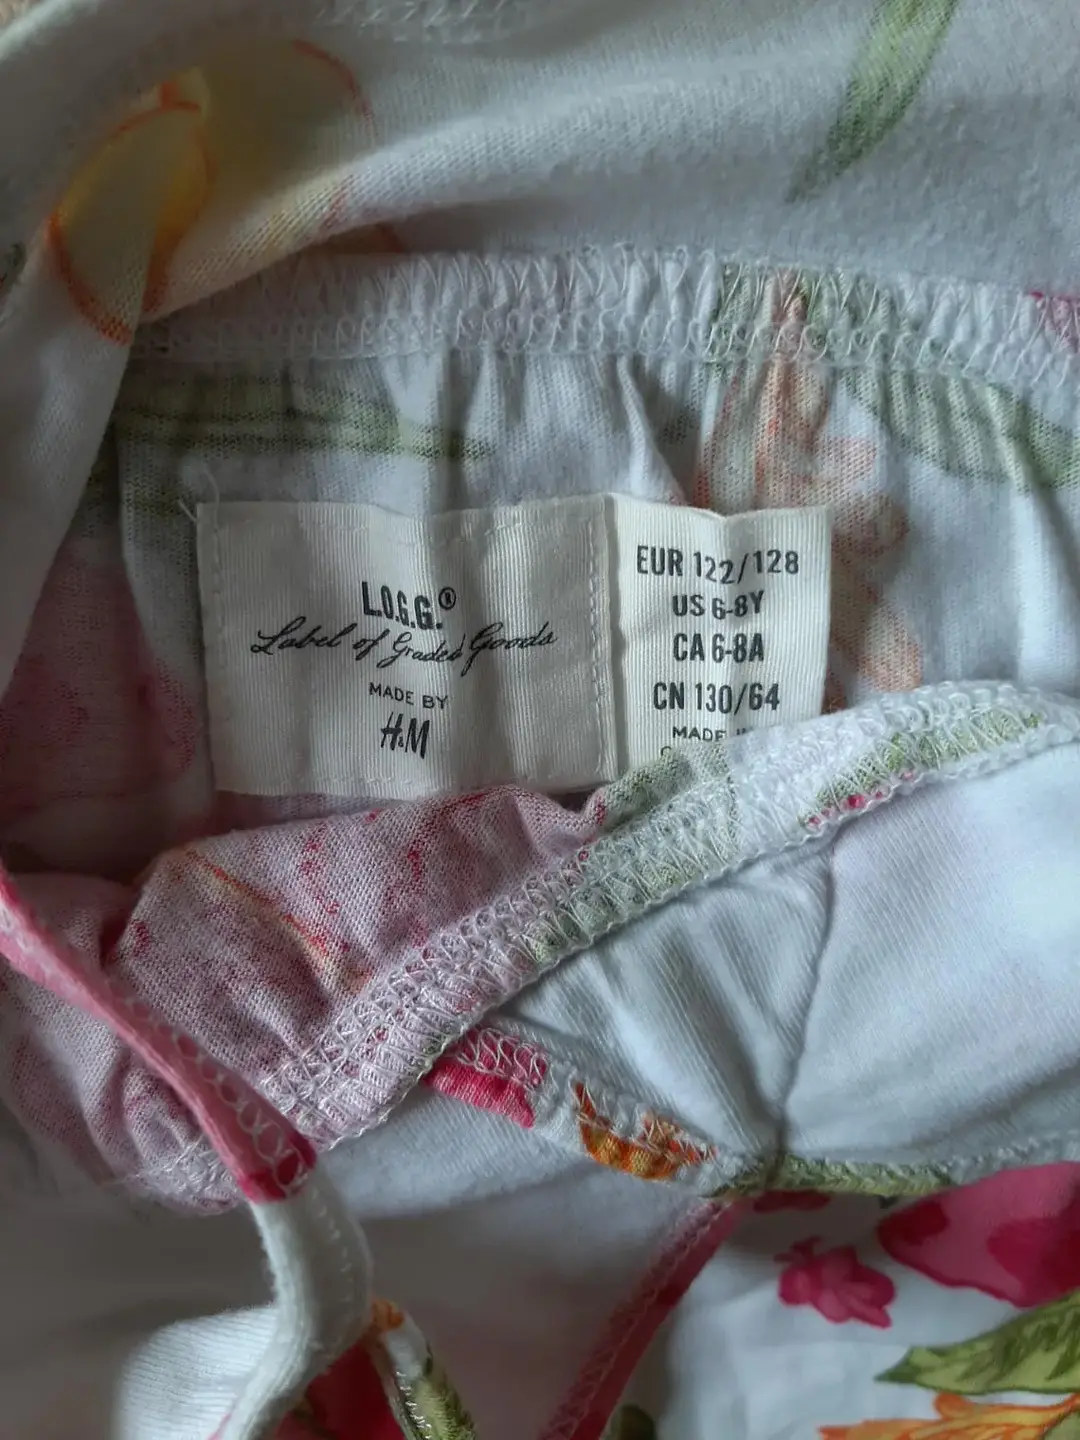 L.O.G.G.®
Label of Graded Goods
MADE BY
H&M
EUR 122/128
US 6-8Y
CA 6-8A
CN 130/64
MADE